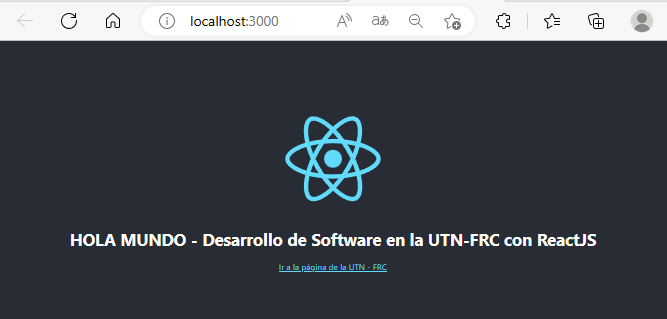 localhost:3000
HOLA MUNDO - Desarrollo de Software en la UTN-FRC con ReactJS
Ir a la página de la UTN - FRC